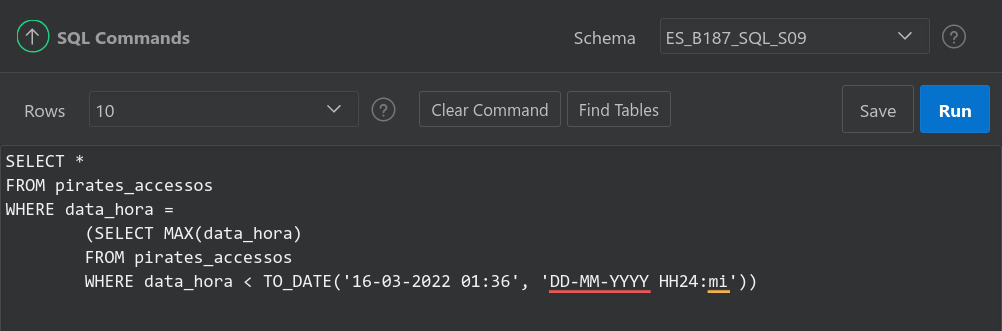 SQL Commands
Schema
ES_B187_SQL_S09
Rows
10
Clear Command
Find Tables
Save
Run
SELECT *
FROM pirates_accessos
WHERE data_hora =
(SELECT MAX(data_hora)
FROM pirates_accessos
WHERE data_hora < TO_DATE('16-03-2022 01:36', 'DD-MM-YYYY HH24:mi'))